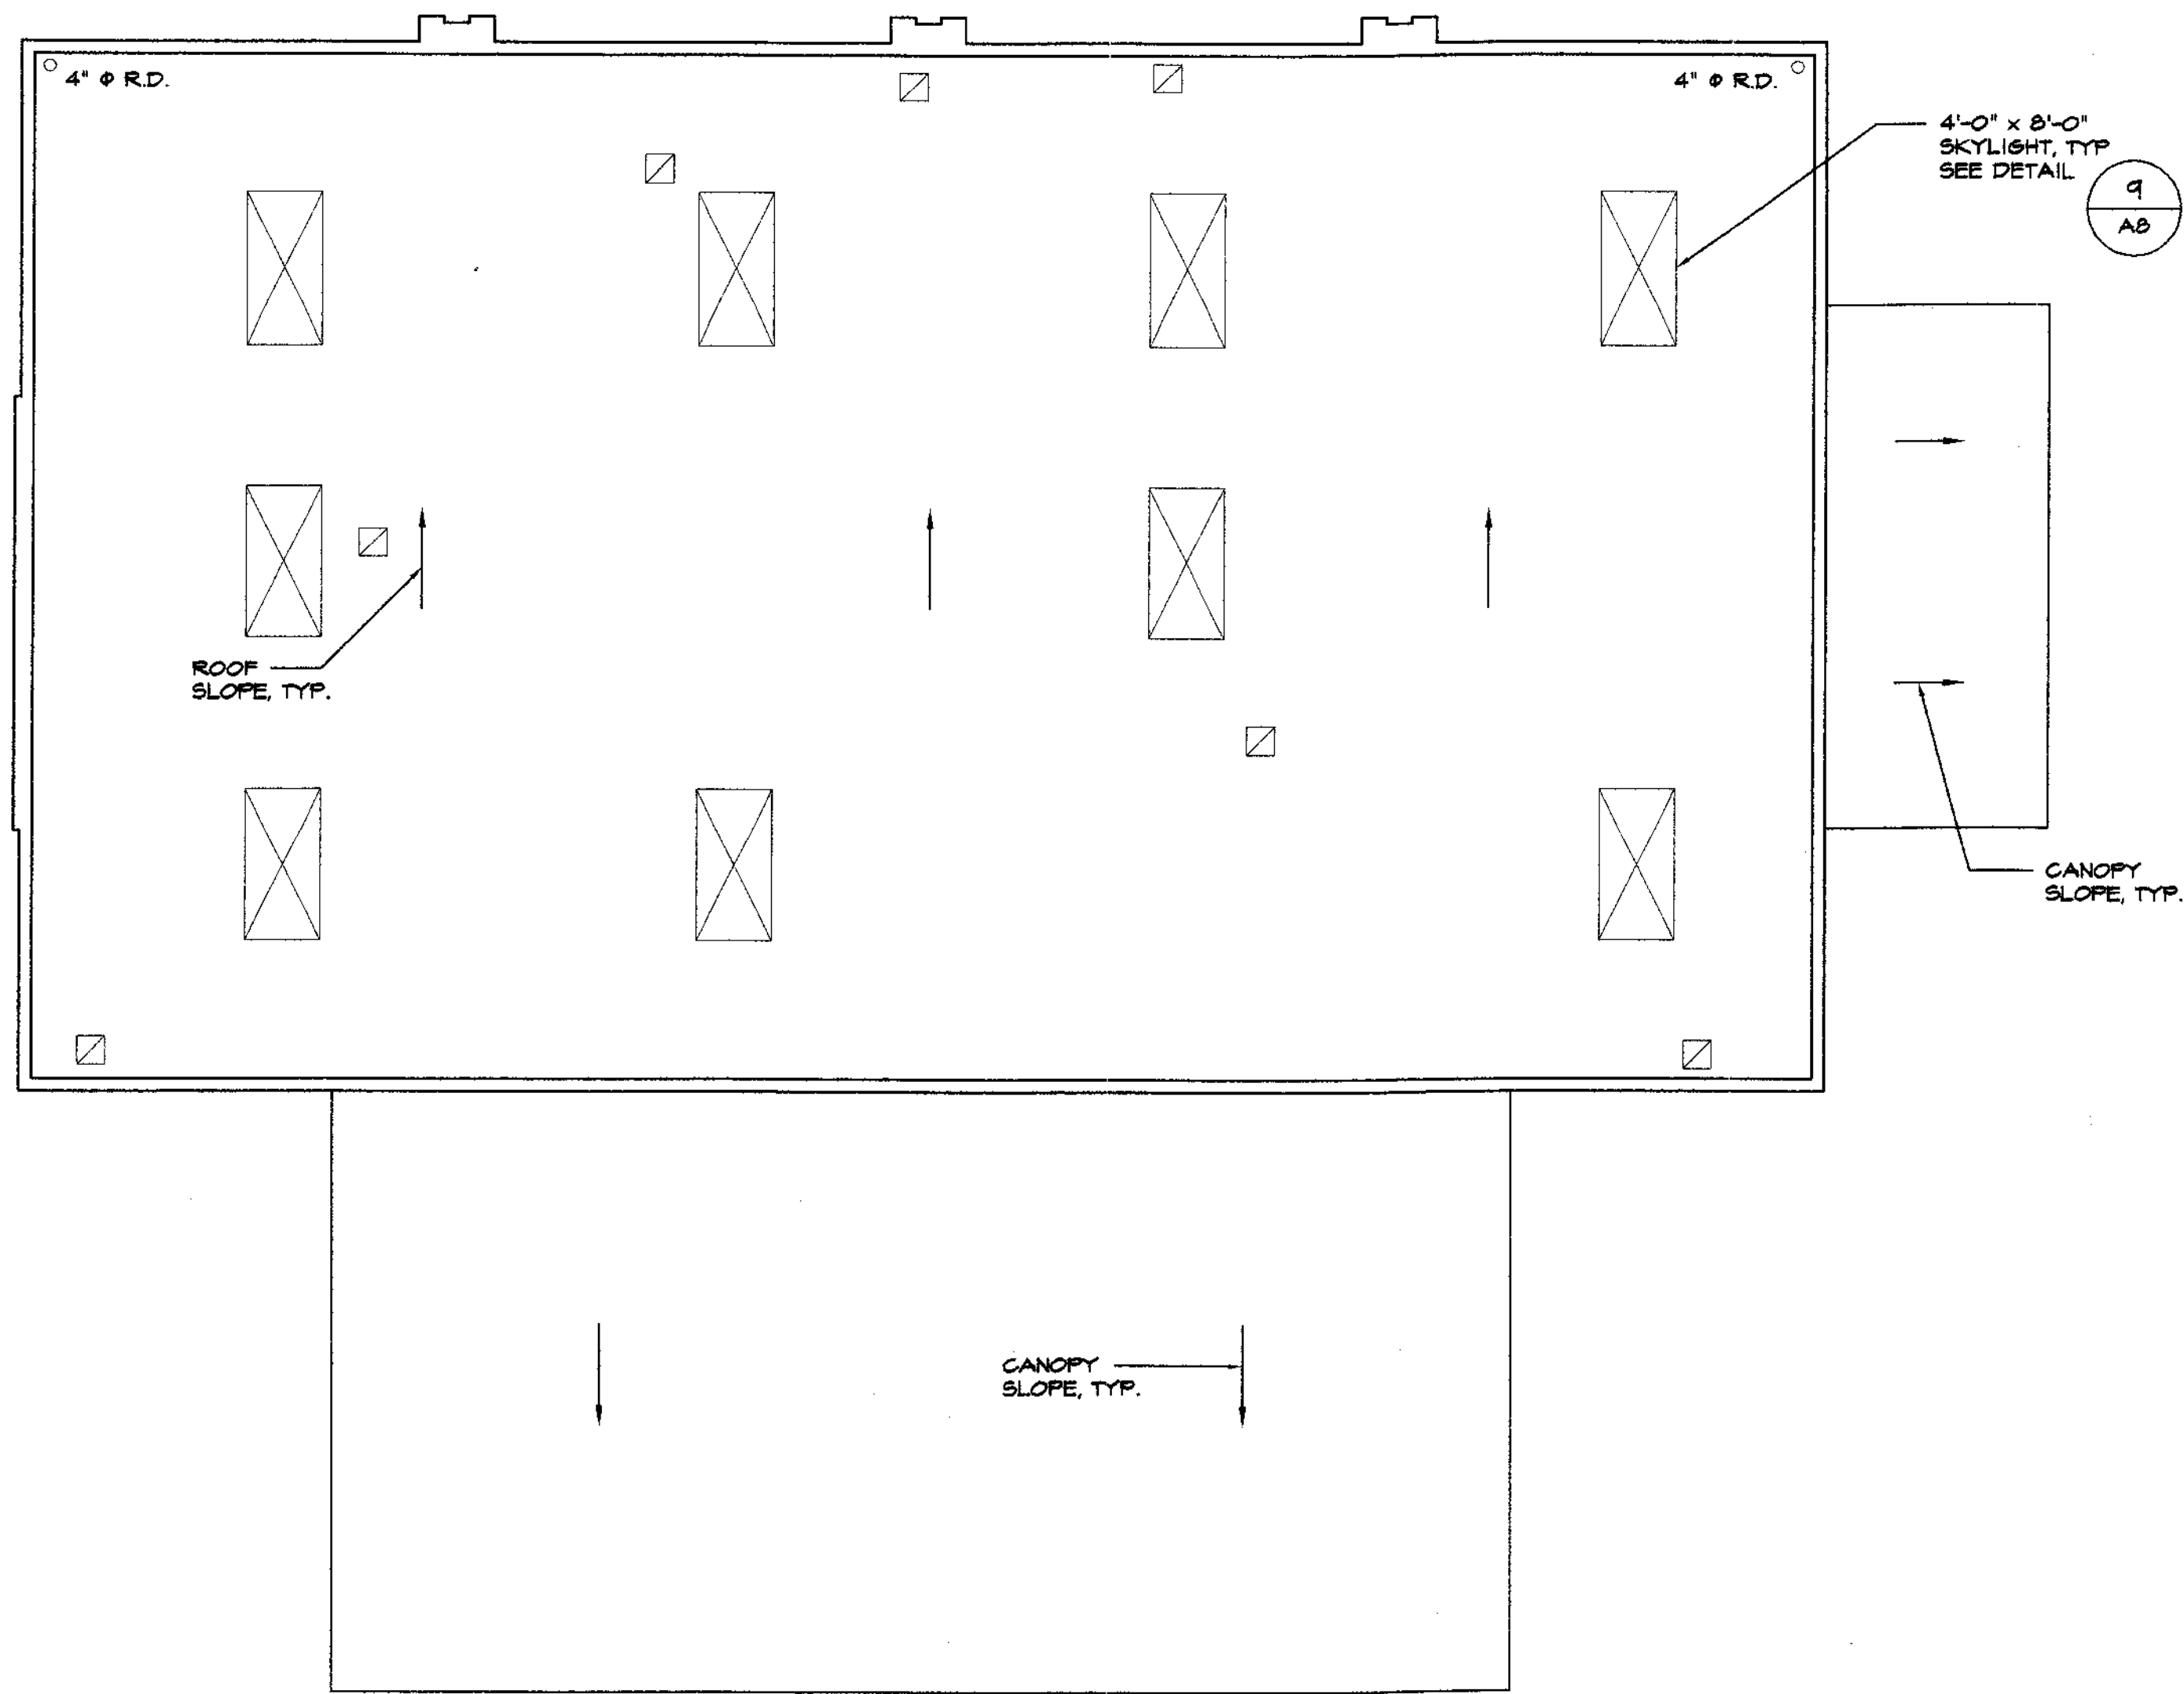 4" Φ R.D.
4" Φ R.D.
4'-0" x 8'-0"
SKYLIGHT, TYP
SEE DETAIL
9
A8
ROOF
SLOPE, TYP.
CANOPY
SLOPE, TYP.
CANOPY
SLOPE, TYP.